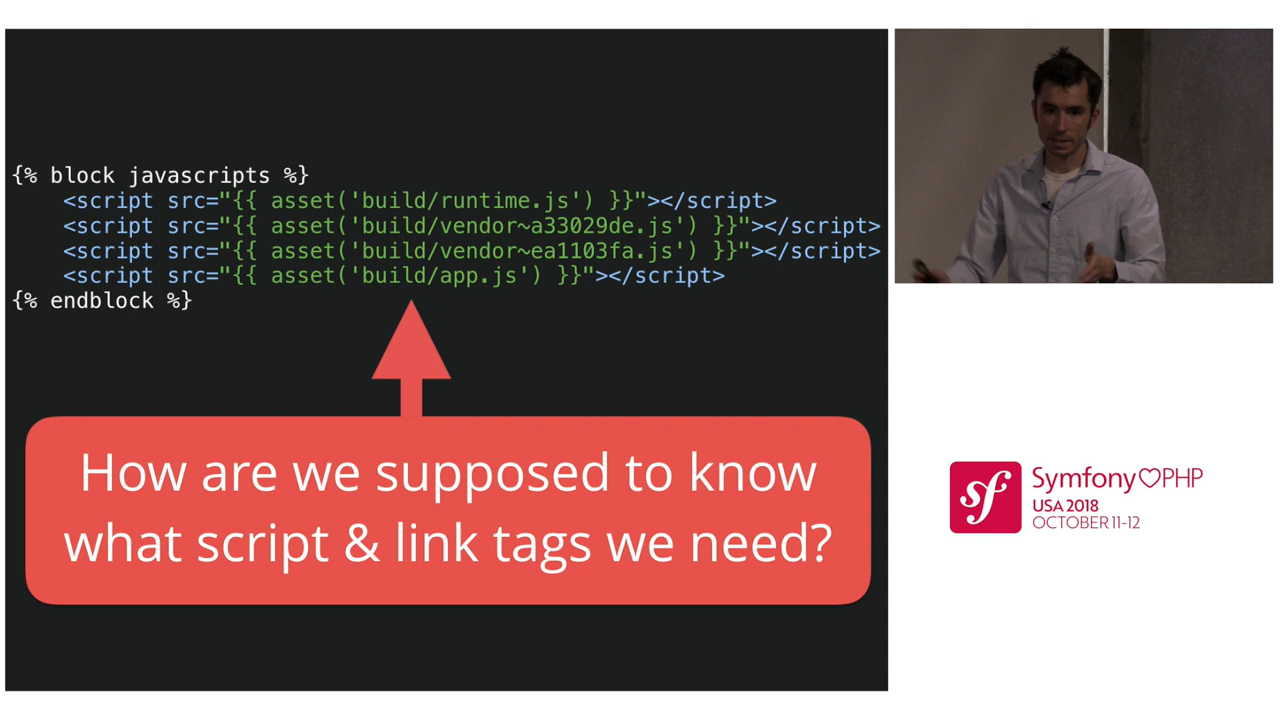 {% block javascripts %}
<script src="{{ asset('build/runtime.js') }}"></script>
<script src="{{ asset('build/vendor~a33029de.js') }}"></script>
<script src="{{ asset('build/vendor~ea1103fa.js') }}"></script>
<script src="{{ asset('build/app.js') }}"></script>
{% endblock %}
How are we supposed to know
what script & link tags we need?
sf
Symfony♡PHP
USA 2018
OCTOBER 11-12